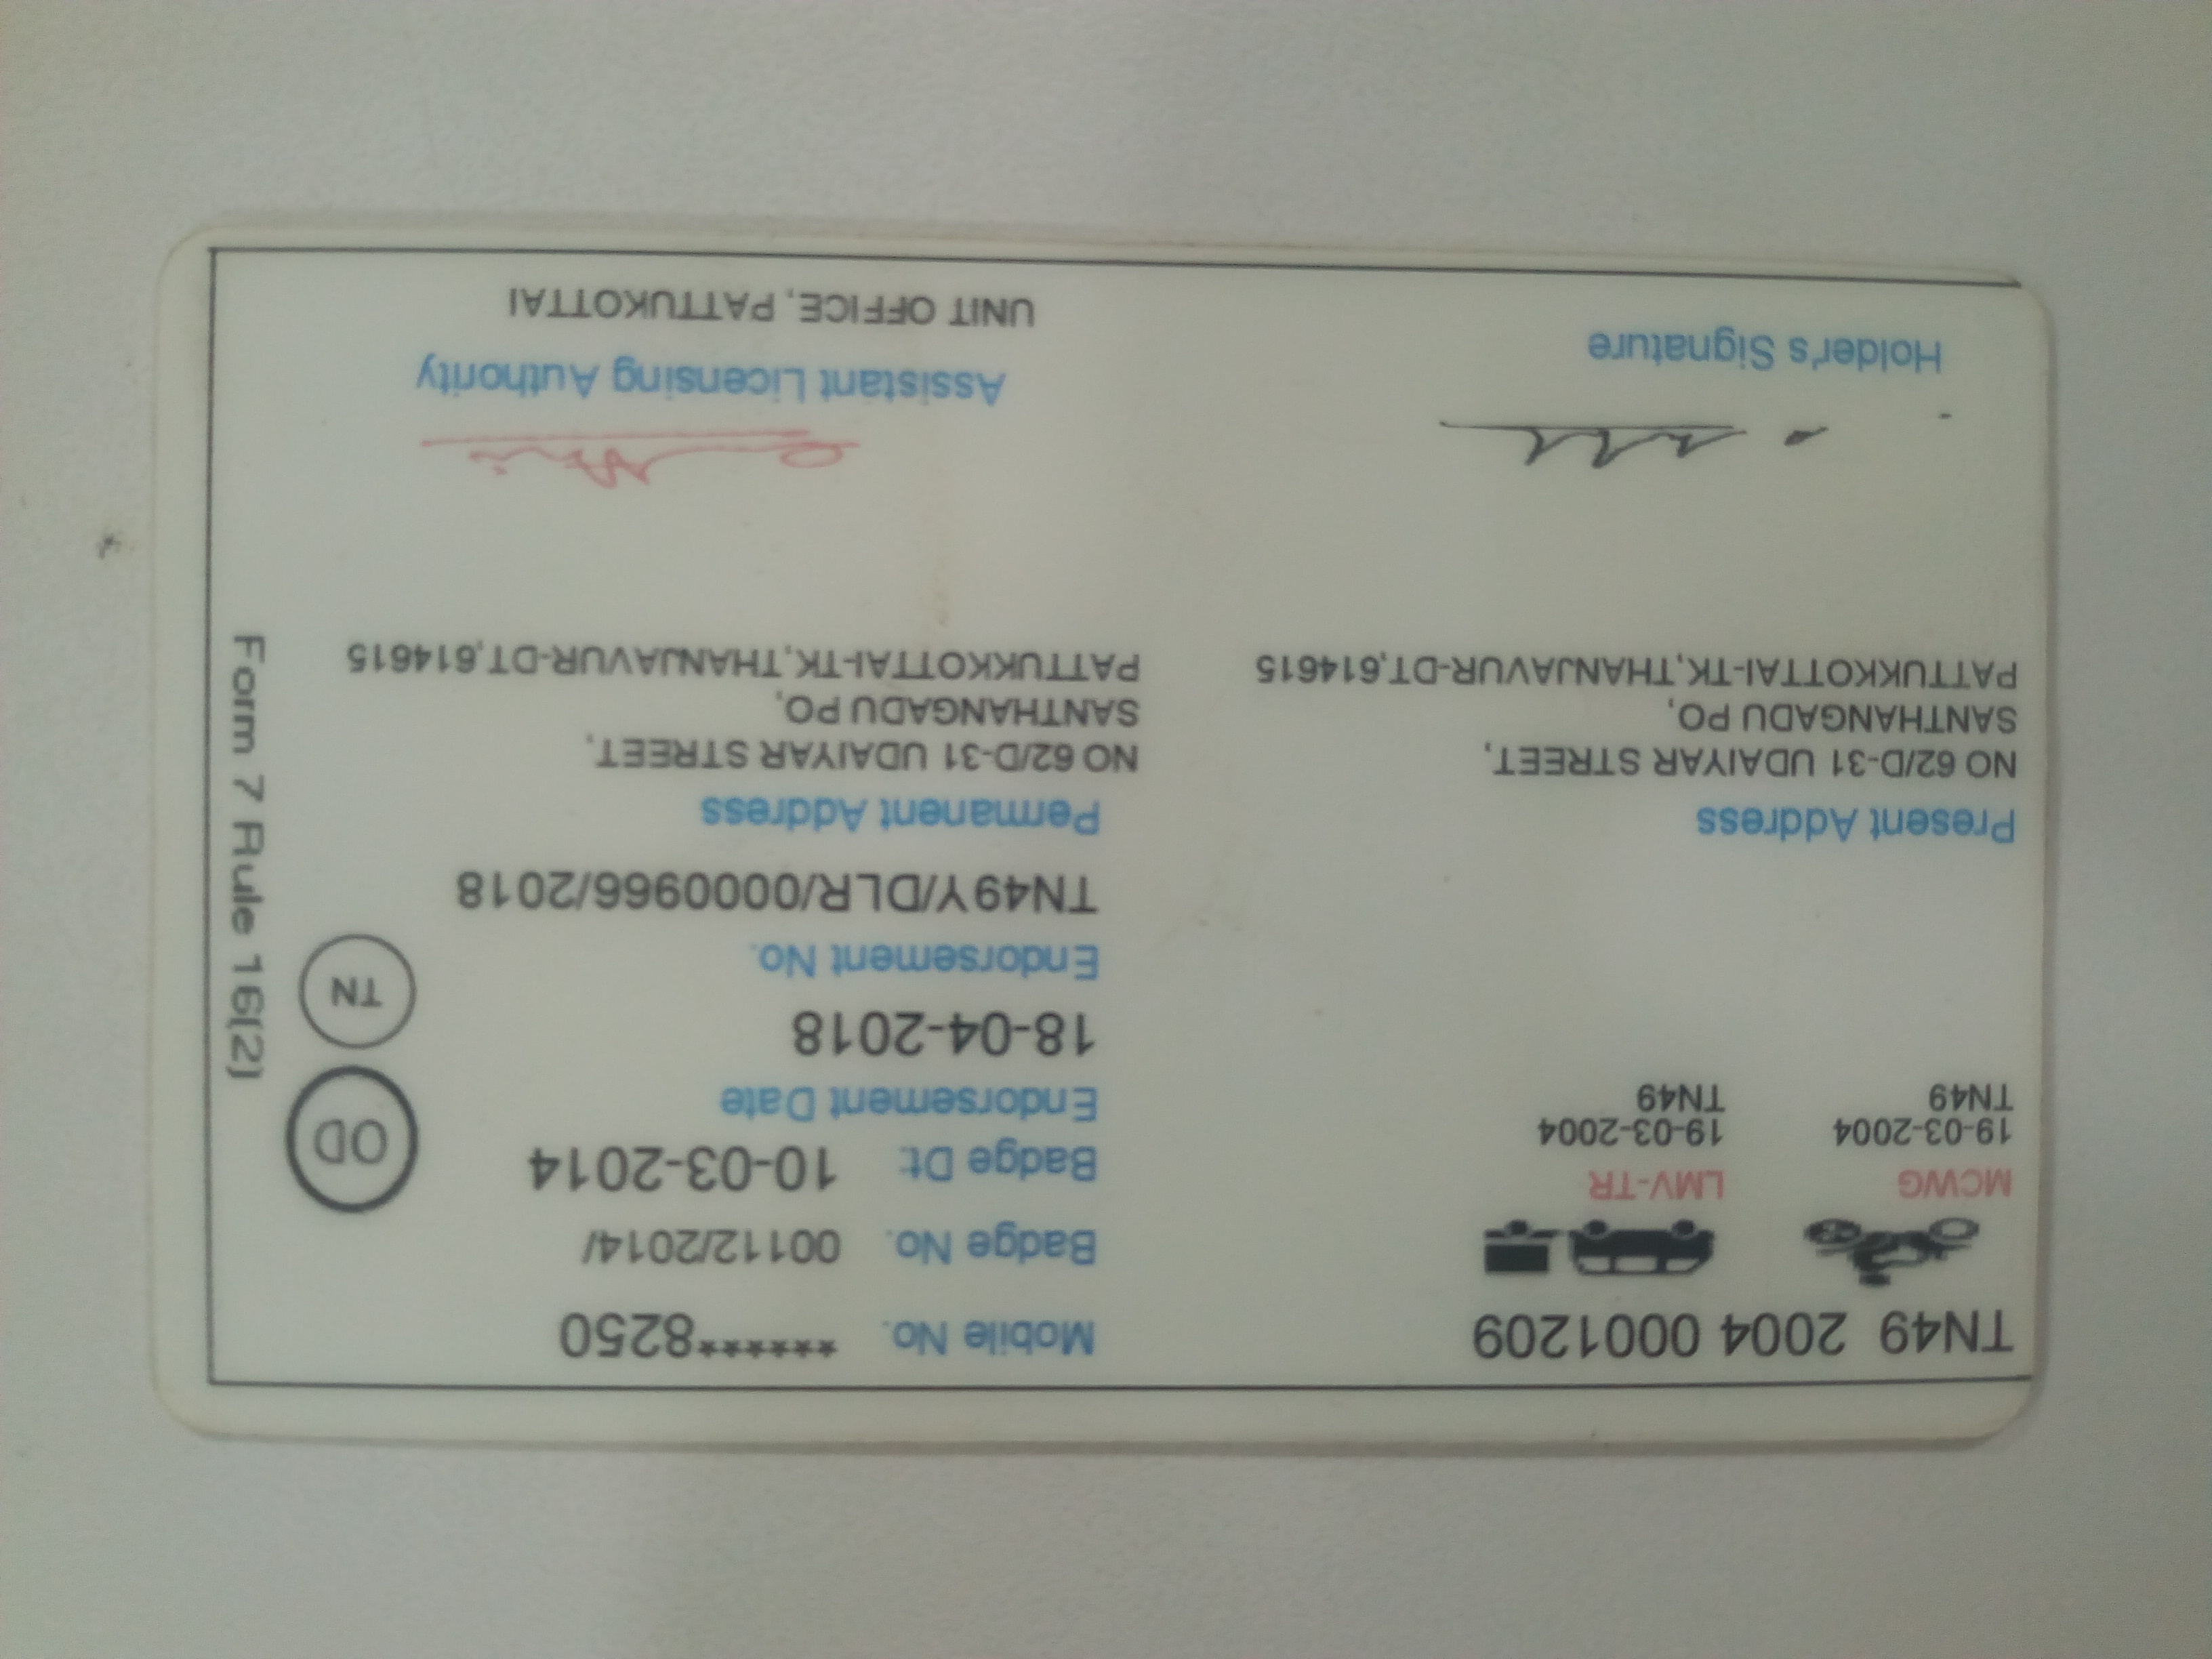 TN49 2004 0001209
MCWG
19-03-2004
TN49
LMV-TR
19-03-2004
TN49
Mobile No. ******8250
Badge No. 00112/2014/
Badge Dt. 10-03-2014
Endorsement Date
18-04-2018
Endorsement No.
TN49Y/DLR/0000966/2018
OD
TN
Form 7 Rule 16(2)
Present Address
NO 62/D-31 UDAIYAR STREET,
SANTHANGADU PO,
PATTUKKOTTAI-TK,THANJAVUR-DT,614615
Permanent Address
NO 62/D-31 UDAIYAR STREET,
SANTHANGADU PO,
PATTUKKOTTAI-TK,THANJAVUR-DT,614615
Holder's Signature
Assistant Licensing Authority
UNIT OFFICE, PATTUKOTTAI